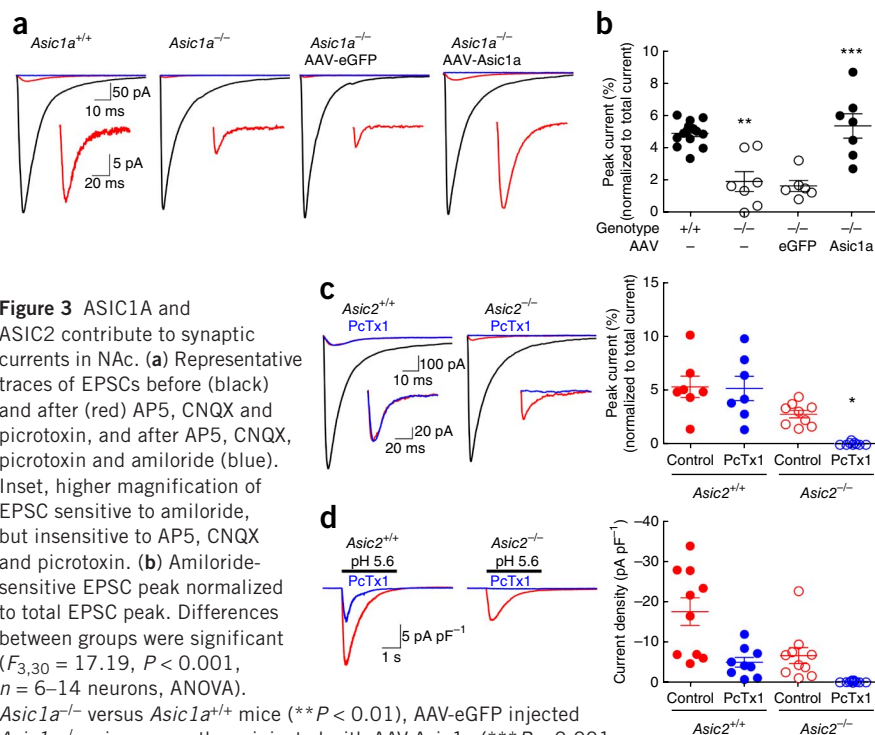 a
Asic1a+/+
Asic1a−/−
Asic1a−/−
AAV-eGFP
Asic1a−/−
AAV-Asic1a
50 pA
10 ms
5 pA
20 ms
b
Peak current (%)
(normalized to total current)
10
8
6
4
2
0
**
***
Genotype +/+ −/− −/− −/−
AAV – – eGFP Asic1a
Figure 3 ASIC1A and
ASIC2 contribute to synaptic
currents in NAc. (a) Representative
traces of EPSCs before (black)
and after (red) AP5, CNQX and
picrotoxin, and after AP5, CNQX,
picrotoxin and amiloride (blue).
Inset, higher magnification of
EPSC sensitive to amiloride,
but insensitive to AP5, CNQX
and picrotoxin. (b) Amiloride-
sensitive EPSC peak normalized
to total EPSC peak. Differences
between groups were significant
(F3,30 = 17.19, P < 0.001,
n = 6–14 neurons, ANOVA).
Asic1a−/− versus Asic1a+/+ mice (**P < 0.01), AAV-eGFP injected
c
Asic2+/+
PcTx1
Asic2−/−
PcTx1
100 pA
10 ms
20 pA
20 ms
Peak current (%)
(normalized to total current)
15
10
5
0
*
Control PcTx1 Control PcTx1
Asic2+/+ Asic2−/−
d
Asic2+/+
pH 5.6
PcTx1
Asic2−/−
pH 5.6
PcTx1
5 pA pF−1
1 s
Current density (pA pF−1)
−40
−30
−20
−10
0
Control PcTx1 Control PcTx1
Asic2+/+ Asic2−/−